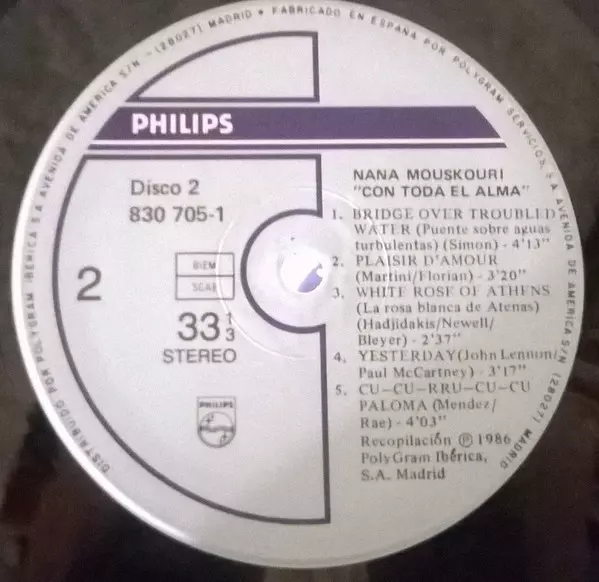 DISTRIBUIDO POR POLYGRAM IBERICA S A AVENIDA DE AMERICA S/N - (28027) MADRID • FABRICADO EN ESPAÑA POR POLYGRAM SERVICIOS, S A AVENIDA DE AMERICA S/N (28027) MADRID
PHILIPS
Disco 2
830 705-1
2
BIEM
SGAE
33 1/3
STEREO
PHILIPS
NANA MOUSKOURI
"CON TODA EL ALMA"
1. BRIDGE OVER TROUBLED
WATER (Puente sobre aguas
turbulentas) (Simon) - 4'13"
2. PLAISIR D'AMOUR
(Martini/Florian) - 3'20"
3. WHITE ROSE OF ATHENS
(La rosa blanca de Atenas)
(Hadjidakis/Newell/
Bleyer) - 2'37"
4. YESTERDAY(John Lennon/
Paul McCartney) - 3'17"
5. CU-CU-RRU-CU-CU
PALOMA (Mendez/
Rae) - 4'03"
Recopilación ℗ 1986
PolyGram Ibérica,
S.A. Madrid